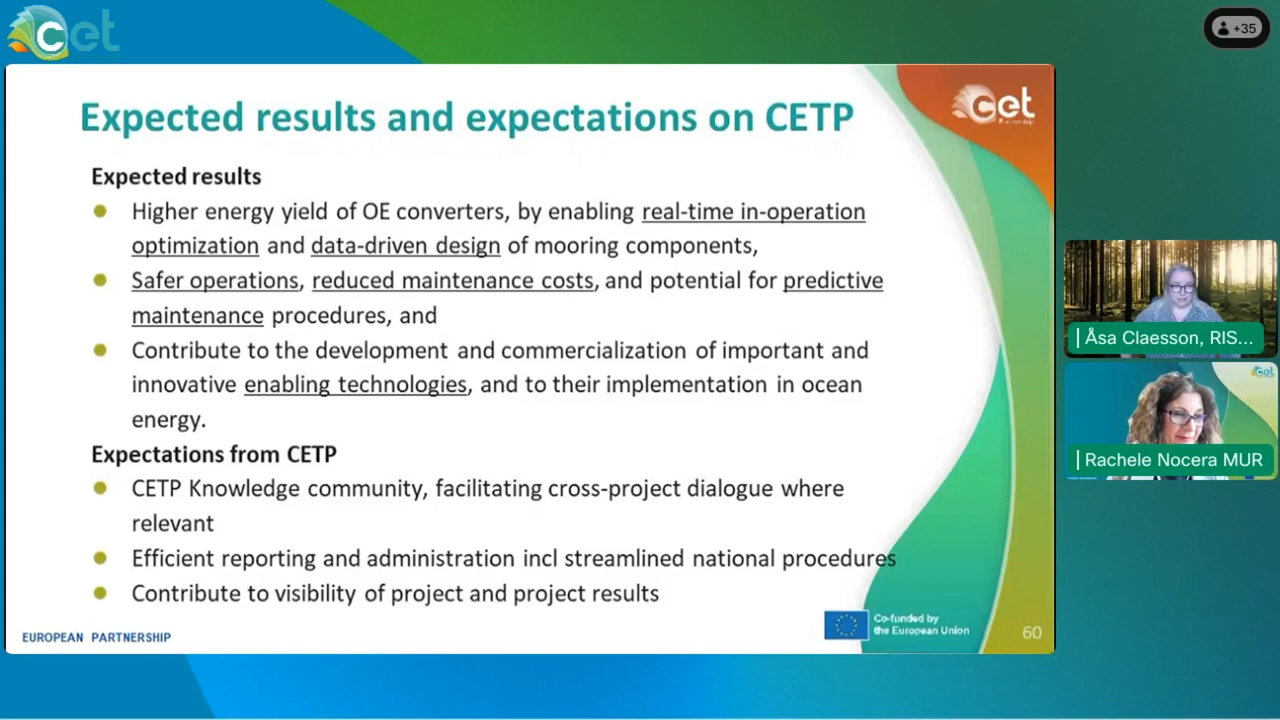 cet
+35
Expected results and expectations on CETP
cet
Partnership
Expected results
Higher energy yield of OE converters, by enabling real-time in-operation
optimization and data-driven design of mooring components,
Safer operations, reduced maintenance costs, and potential for predictive
maintenance procedures, and
Contribute to the development and commercialization of important and
innovative enabling technologies, and to their implementation in ocean
energy.
Expectations from CETP
CETP Knowledge community, facilitating cross-project dialogue where
relevant
Efficient reporting and administration incl streamlined national procedures
Contribute to visibility of project and project results
EUROPEAN PARTNERSHIP
Co-funded by
the European Union
60
Åsa Claesson, RIS...
cet
Rachele Nocera MUR